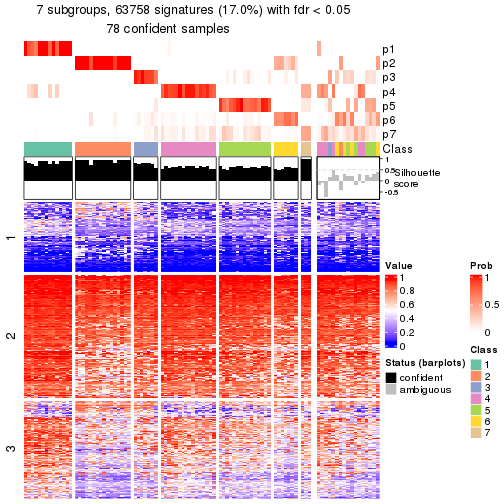 7 subgroups, 63758 signatures (17.0%) with fdr < 0.05
78 confident samples
p1
p2
p3
p4
p5
p6
p7
Class
1
0.5
0
-0.5
Silhouette
score
1
2
3
Value
1
0.8
0.6
0.4
0.2
0
Status (barplots)
confident
ambiguous
Prob
1
0.5
0
Class
1
2
3
4
5
6
7